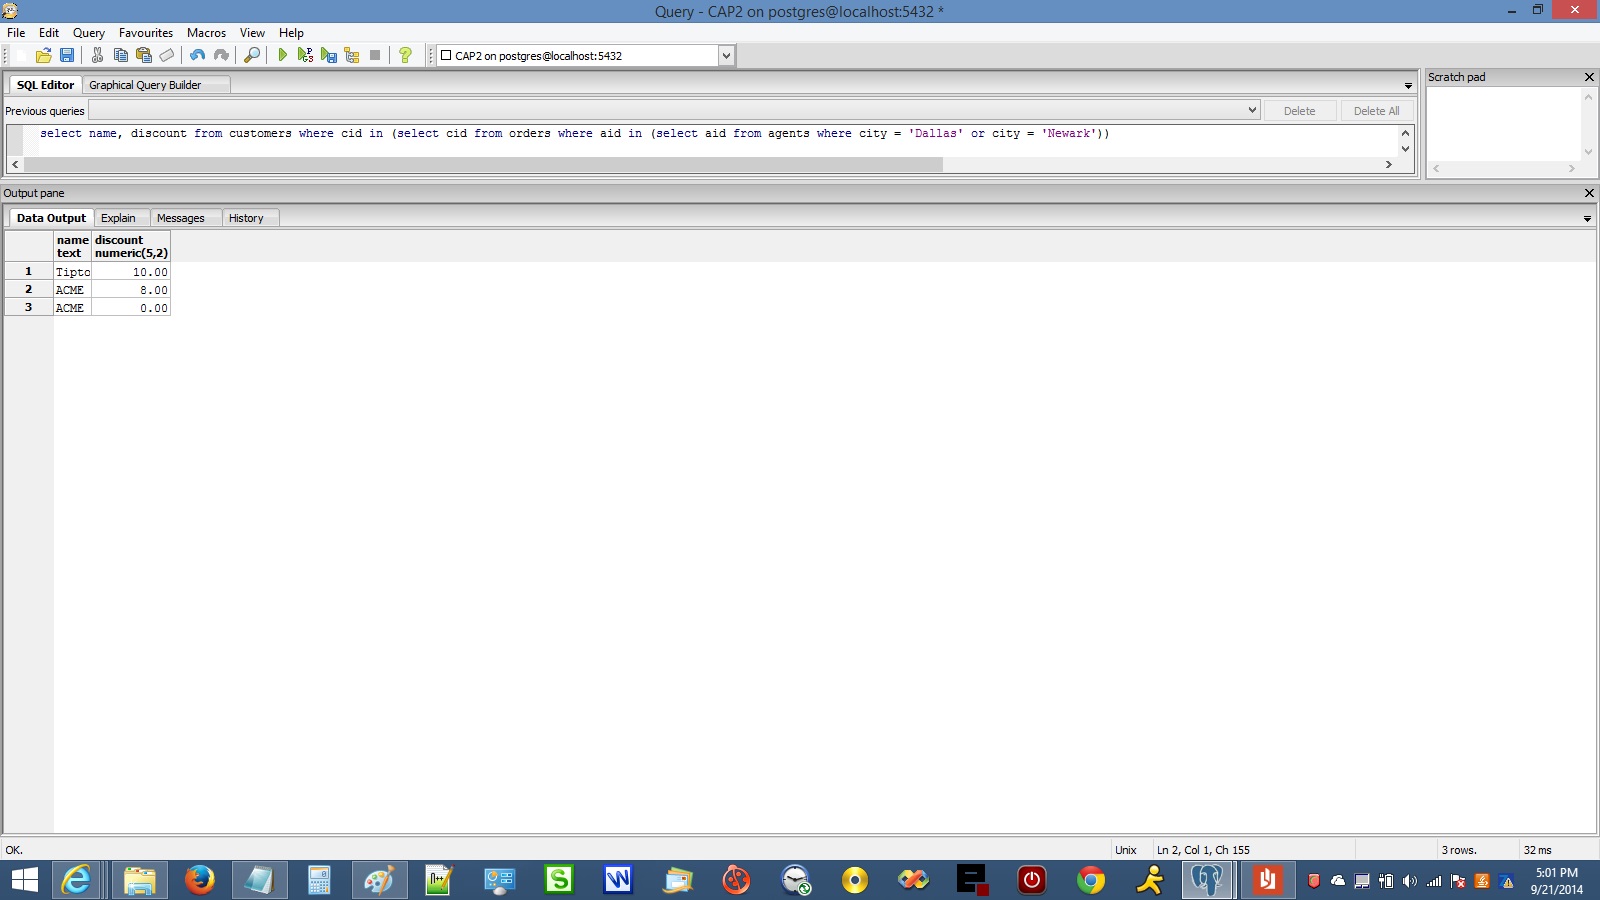 Query - CAP2 on postgres@localhost:5432 *
File Edit Query Favourites Macros View Help
CAP2 on postgres@localhost:5432
SQL Editor Graphical Query Builder
Scratch pad
Previous queries Delete Delete All
select name, discount from customers where cid in (select cid from orders where aid in (select aid from agents where city = 'Dallas' or city = 'Newark'))
Output pane
Data Output Explain Messages History
name discount
text numeric(5,2)
1 Tipto 10.00
2 ACME 8.00
3 ACME 0.00
OK. Unix Ln 2, Col 1, Ch 155 3 rows. 32 ms
5:01 PM
9/21/2014